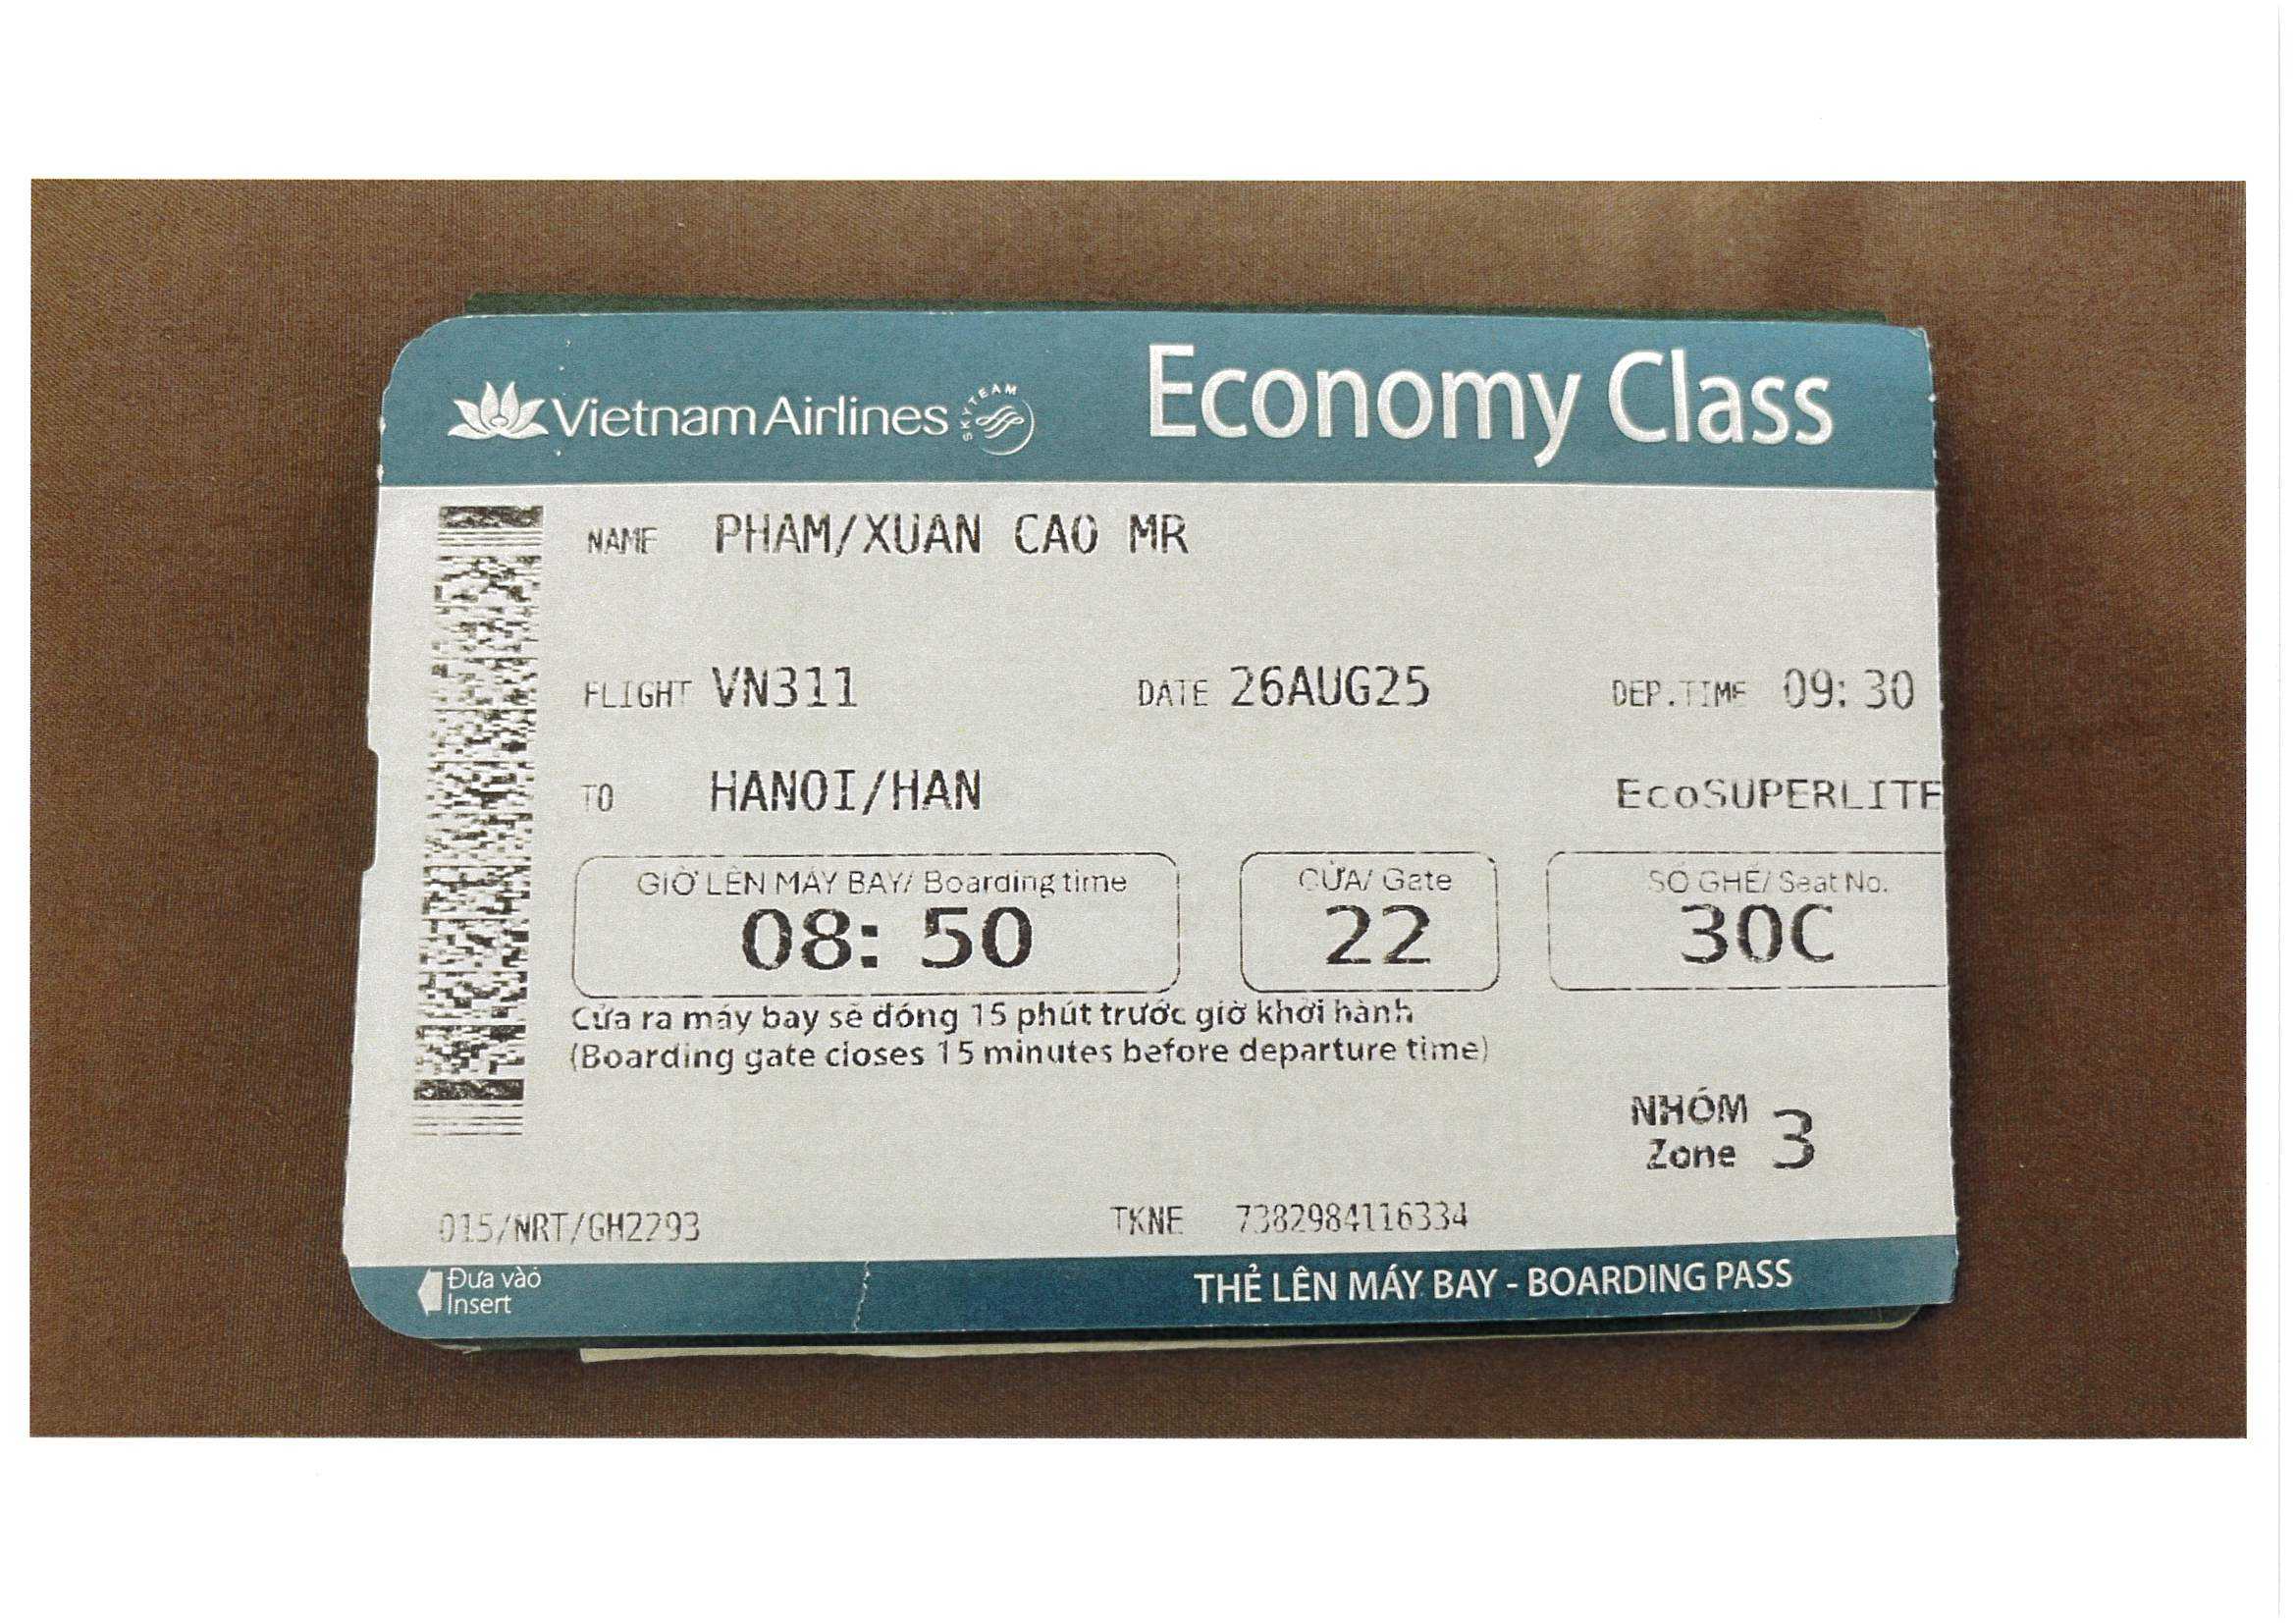 Vietnam Airlines SKYTEAM Economy Class
NAME PHAM/XUAN CAO MR
FLIGHT VN311 DATE 26AUG25 DEP.TIME 09:30
TO HANOI/HAN EcoSUPERLITE
GIỜ LÊN MÁY BAY/ Boarding time CỬA/ Gate SỐ GHẾ/ Seat No.
08:50 22 30C
Cửa ra máy bay sẽ đóng 15 phút trước giờ khởi hành
(Boarding gate closes 15 minutes before departure time)
NHÓM
Zone 3
015/NRT/GH2293 TKNE 7382984116334
Đưa vào
Insert
THẺ LÊN MÁY BAY - BOARDING PASS